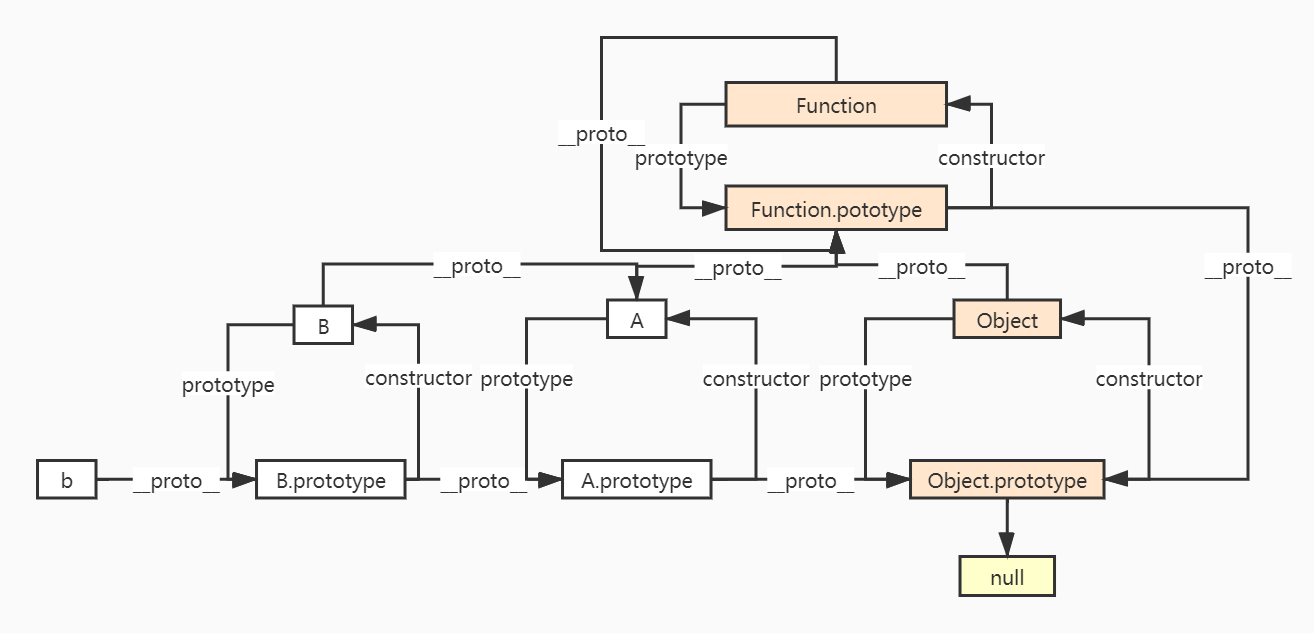 Function
__proto__
prototype
constructor
Function.pototype
__proto__
__proto__
__proto__
__proto__
B
A
Object
prototype
constructor
prototype
constructor
prototype
constructor
b
__proto__
B.prototype
__proto__
A.prototype
__proto__
Object.prototype
null